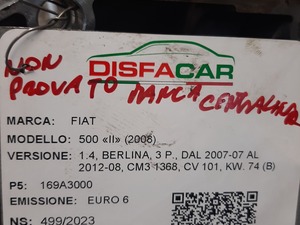 NON
PROVATO MANCA CENTRALINA
DISFACAR
MARCA: FIAT
MODELLO: 500 «II» (2008)
VERSIONE: 1.4, BERLINA, 3 P., DAL 2007-07 AL
2012-08, CM3 1368, CV 101, KW. 74 (B)
P5: 169A3000
EMISSIONE: EURO 6
NS: 499/2023